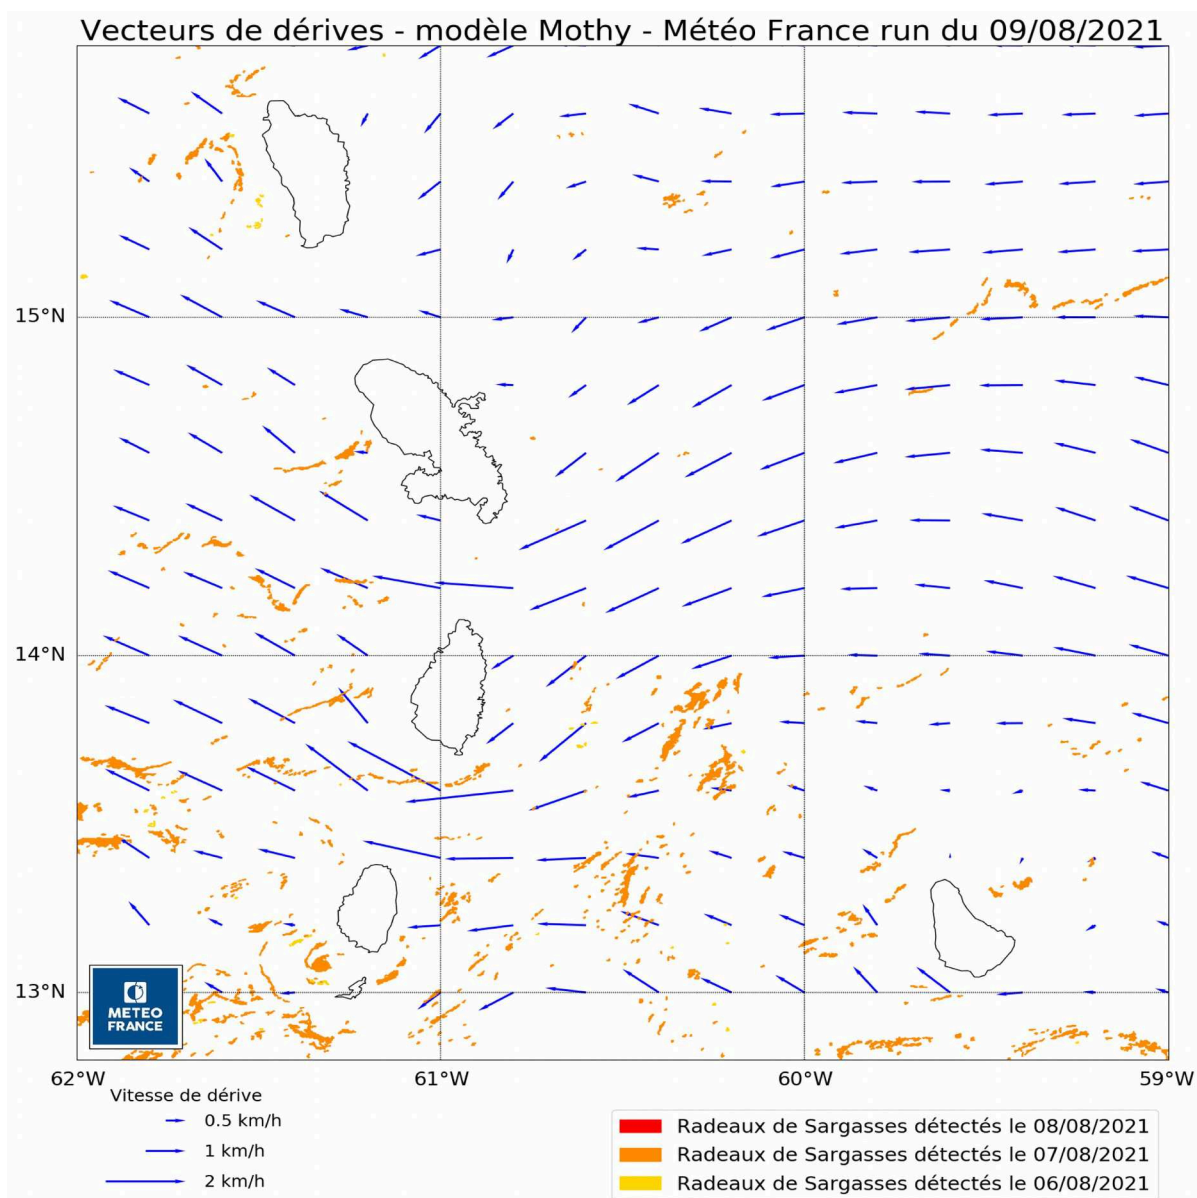 Vecteurs de dérives - modèle Mothy - Météo France run du 09/08/2021
15°N
14°N
13°N
METEO
FRANCE
62°W
61°W
60°W
59°W
Vitesse de dérive
0.5 km/h
1 km/h
2 km/h
Radeaux de Sargasses détectés le 08/08/2021
Radeaux de Sargasses détectés le 07/08/2021
Radeaux de Sargasses détectés le 06/08/2021